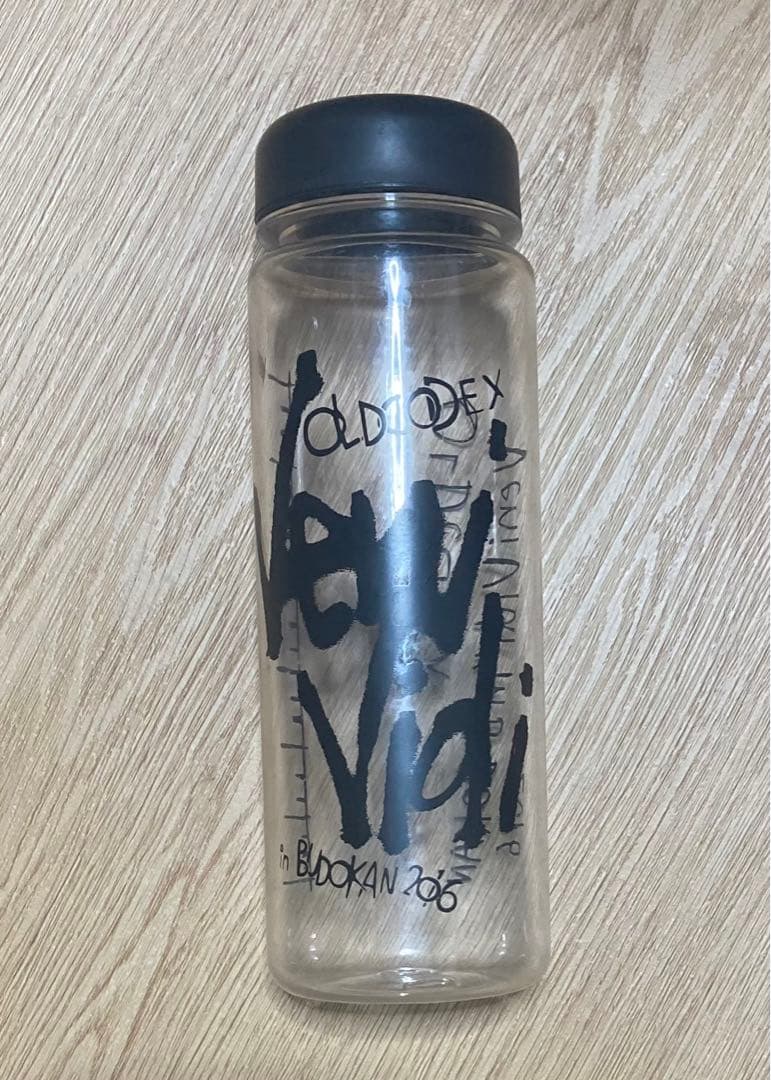 OLDCODEX
Veni
Vidi
in BUDOKAN 2016